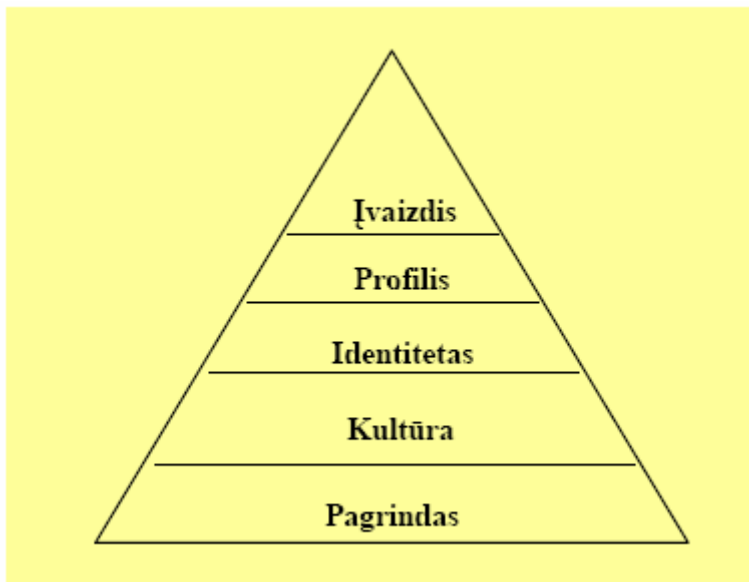 Įvaizdis
Profilis
Identitetas
Kultūra
Pagrindas